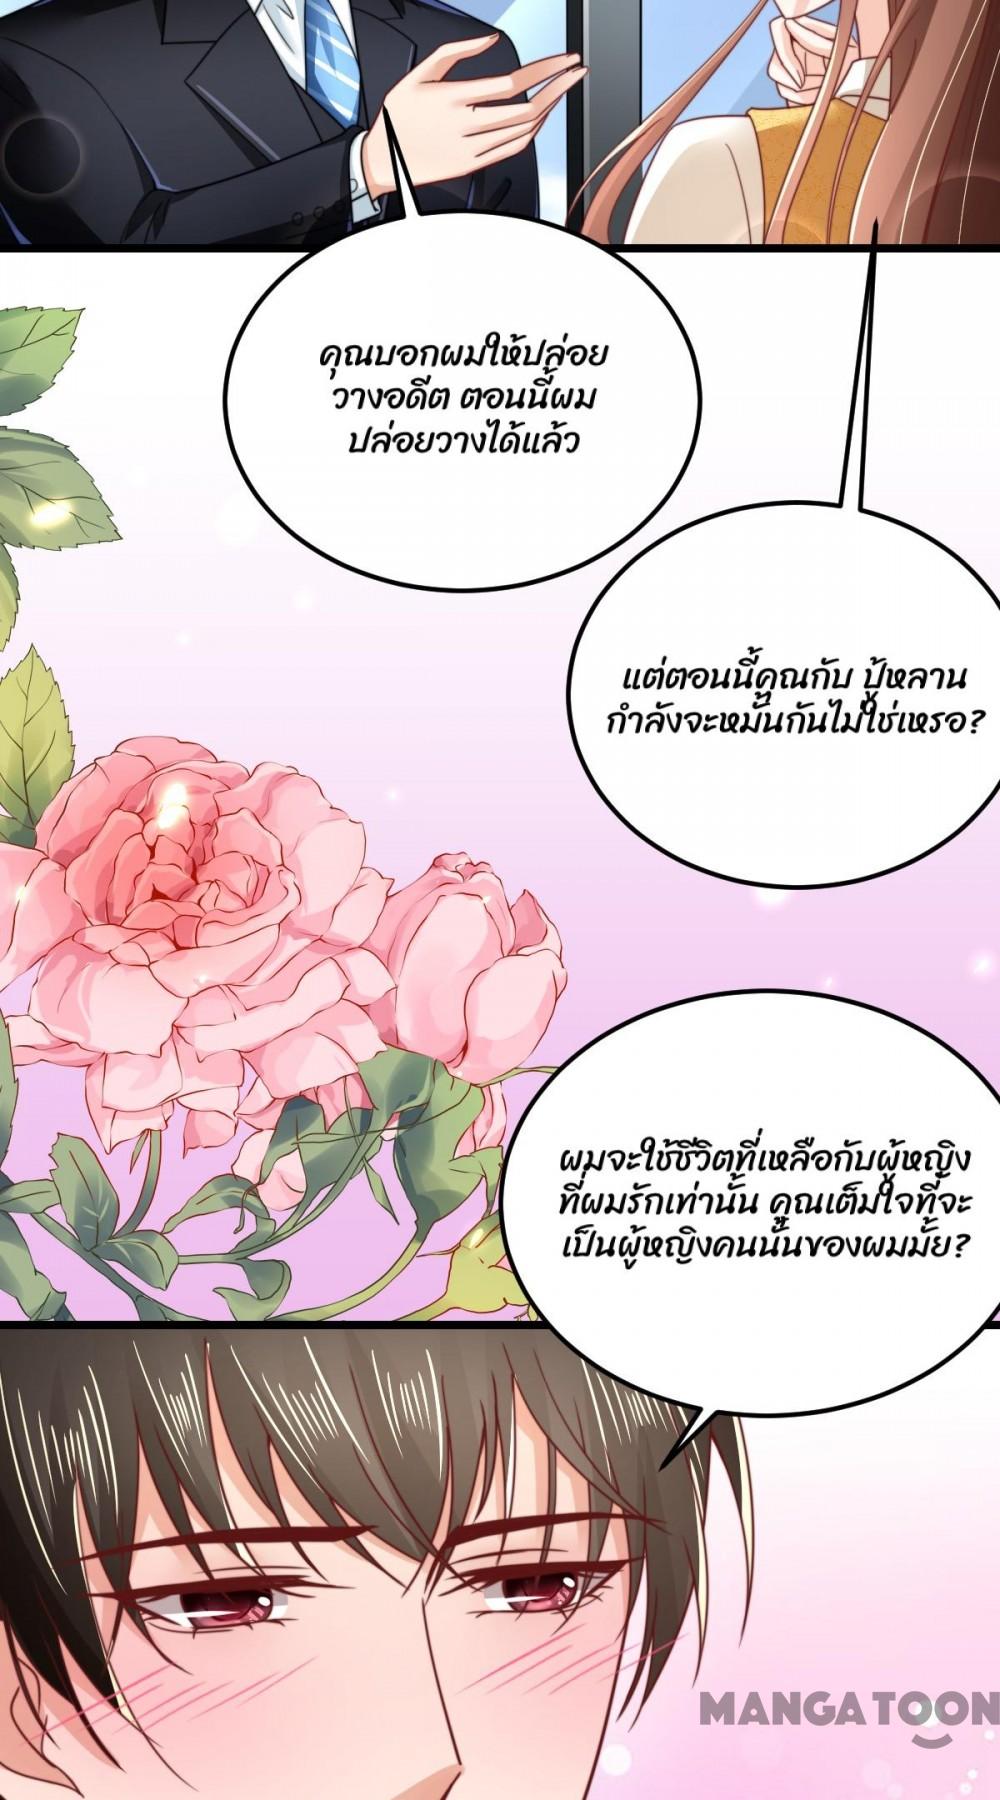 คุณบอกผมให้ปล่อย
วางอดีต ตอนนี้ผม
ปล่อยวางได้แล้ว
แต่ตอนนี้คุณกับ ปู้หลาน
กำลังจะหมั้นกันไม่ใช่เหรอ?
ผมจะใช้ชีวิตที่เหลือกับผู้หญิง
ที่ผมรักเท่านั้น คุณเต็มใจที่จะ
เป็นผู้หญิงคนนั้นของผมมั้ย?
MANGATOON